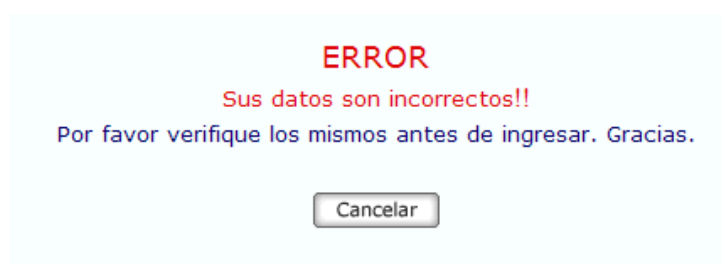 ERROR
Sus datos son incorrectos!!
Por favor verifique los mismos antes de ingresar. Gracias.
Cancelar